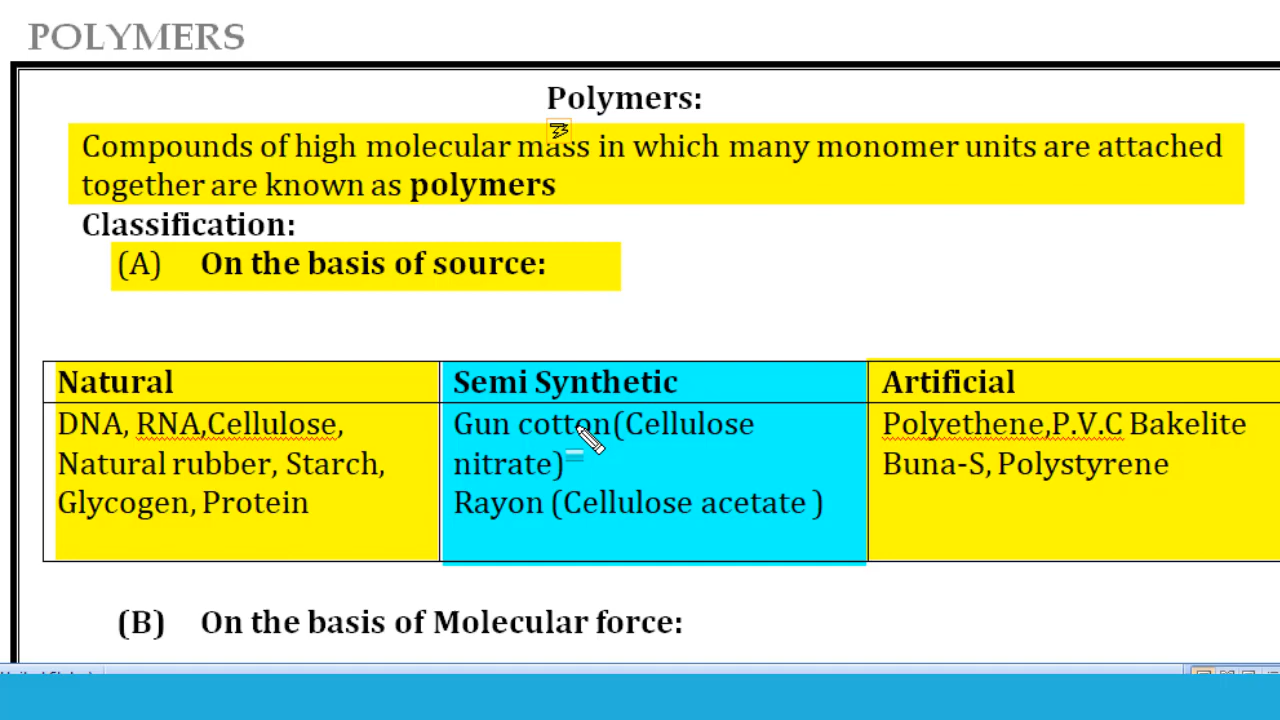 POLYMERS
Polymers:
Compounds of high molecular mass in which many monomer units are attached
together are known as polymers
Classification:
(A) On the basis of source:
Natural
Semi Synthetic
Artificial
DNA, RNA,Cellulose,
Natural rubber, Starch,
Glycogen, Protein
Gun cotton(Cellulose
nitrate)
Rayon (Cellulose acetate )
Polyethene,P.V.C Bakelite
Buna-S, Polystyrene
(B) On the basis of Molecular force: